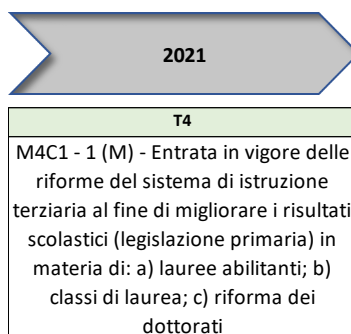 2021
T4
M4C1 - 1 (M) - Entrata in vigore delle
riforme del sistema di istruzione
terziaria al fine di migliorare i risultati
scolastici (legislazione primaria) in
materia di: a) lauree abilitanti; b)
classi di laurea; c) riforma dei
dottorati